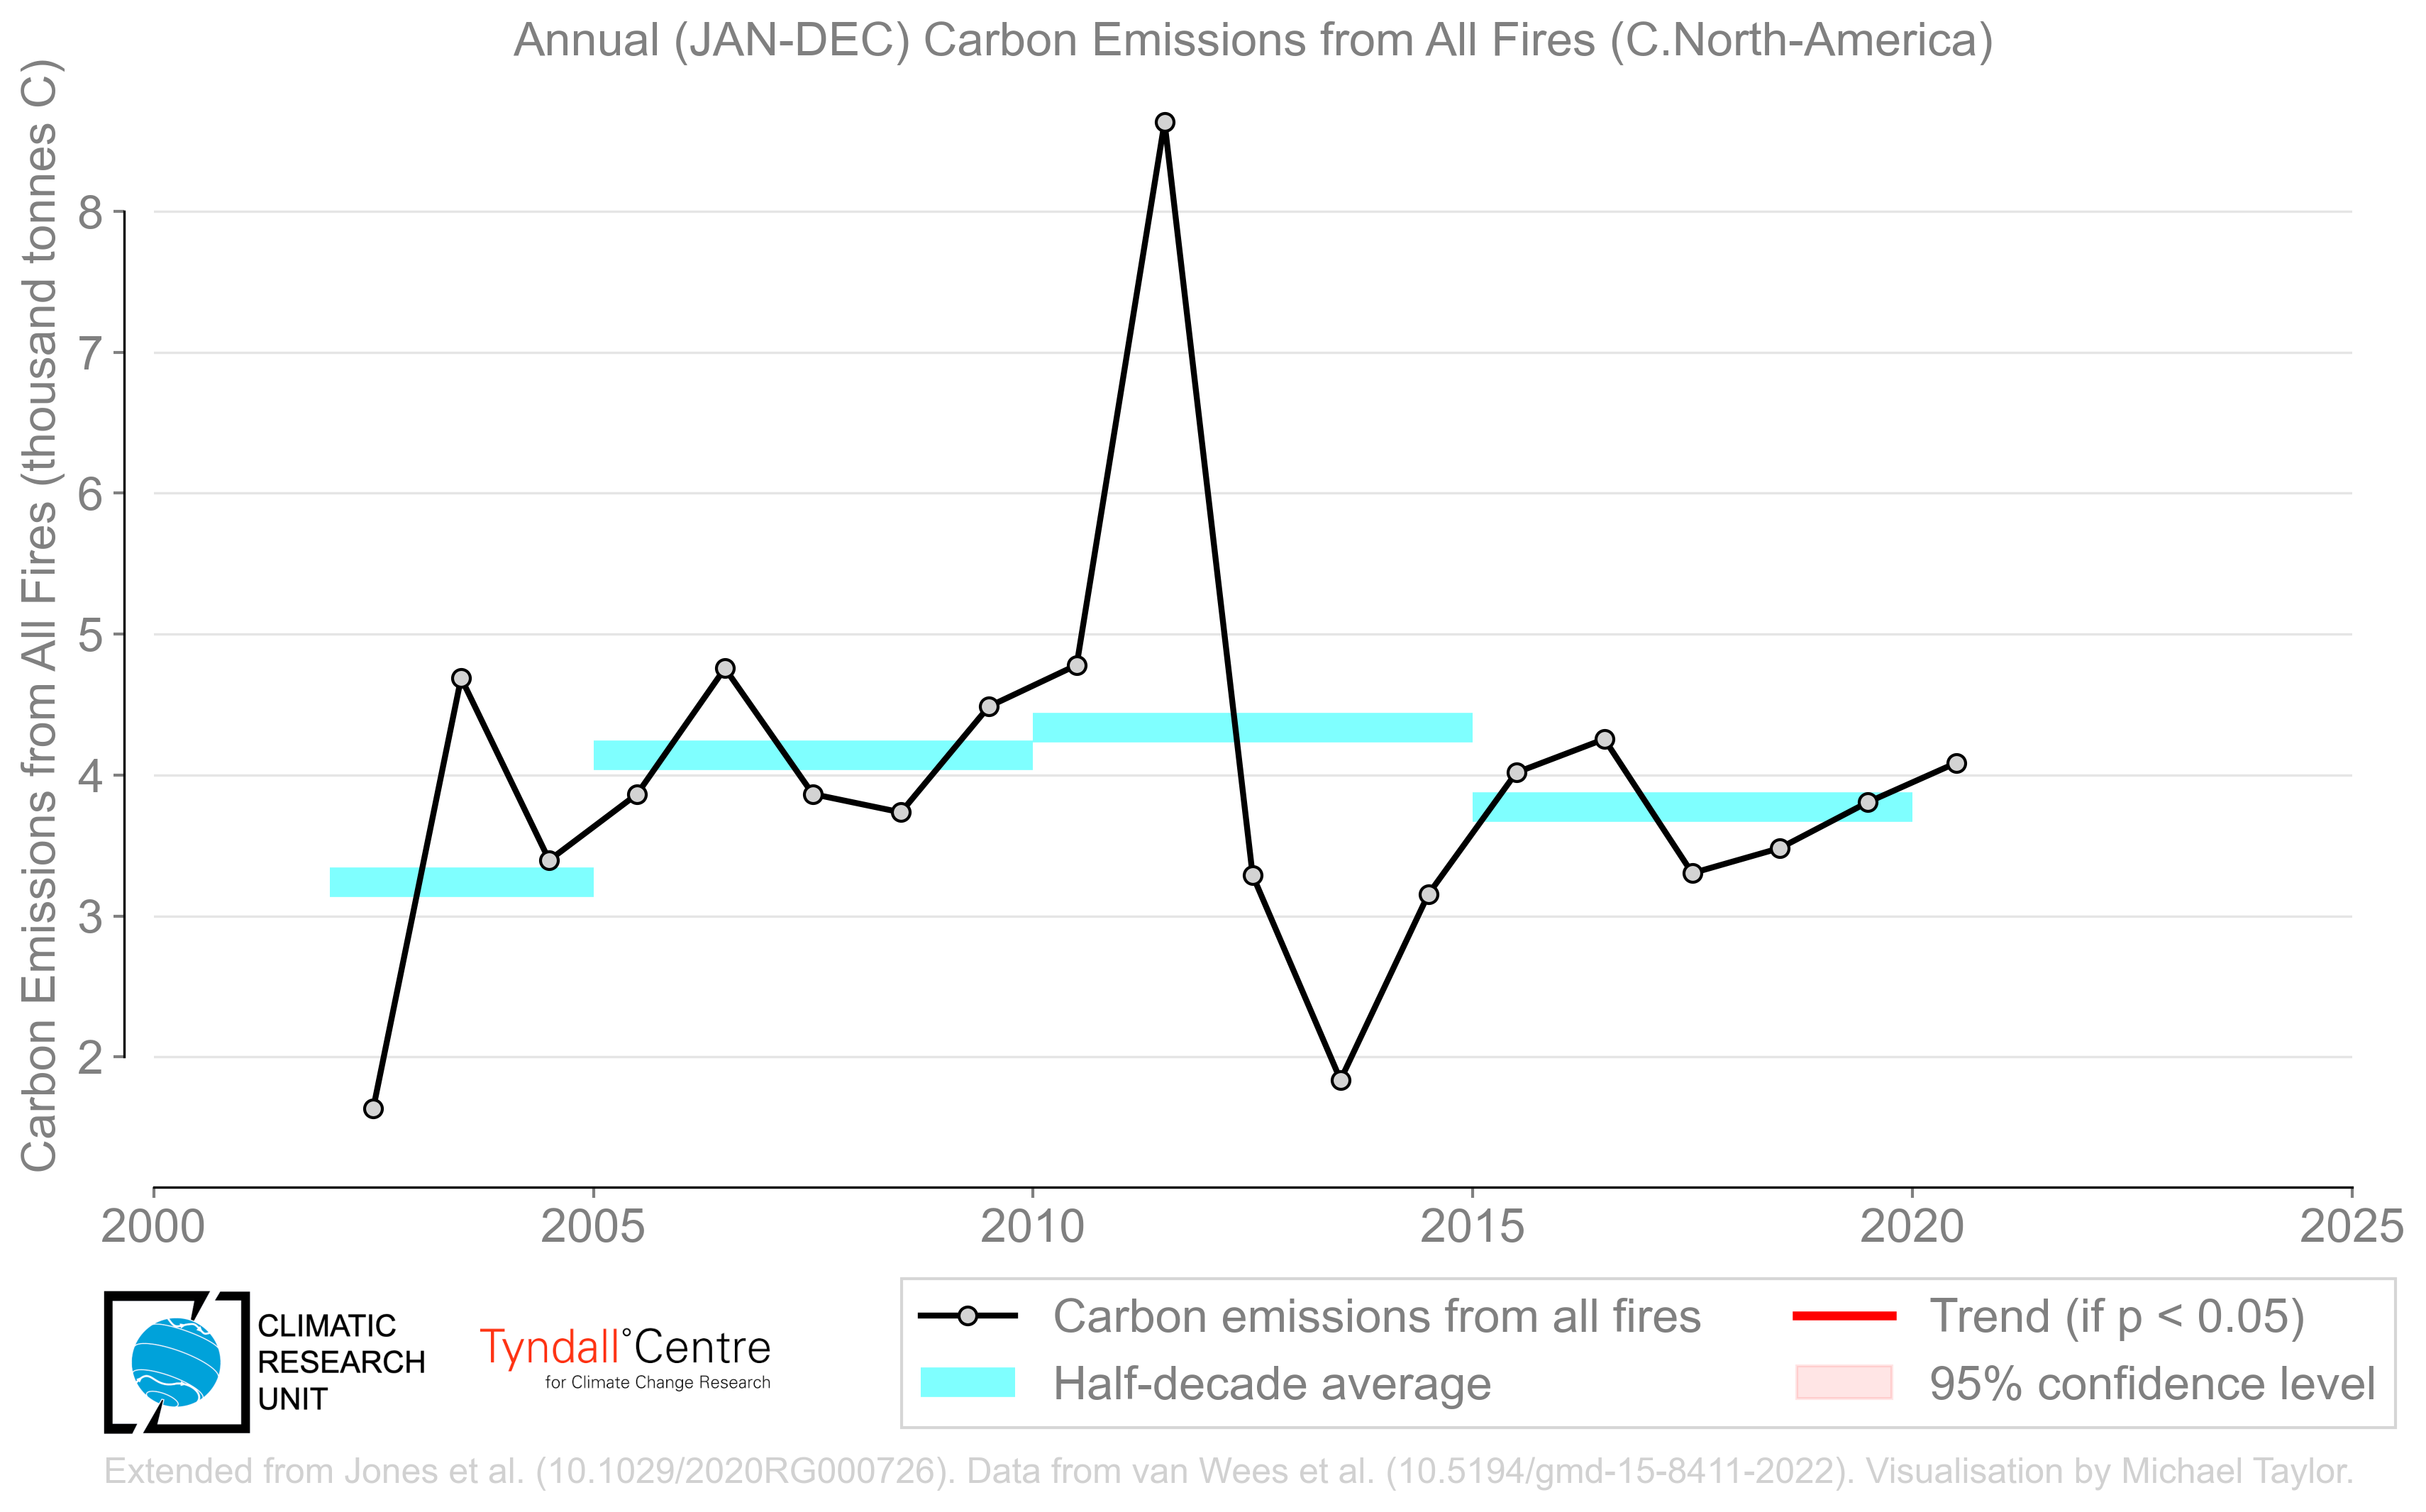 Annual (JAN-DEC) Carbon Emissions from All Fires (C.North-America)
Carbon Emissions from All Fires (thousand tonnes C)
8
7
6
5
4
3
2
2000 2005 2010 2015 2020 2025
CLIMATIC
RESEARCH
UNIT
Tyndall°Centre
for Climate Change Research
Carbon emissions from all fires
Half-decade average
Trend (if p < 0.05)
95% confidence level
Extended from Jones et al. (10.1029/2020RG000726). Data from van Wees et al. (10.5194/gmd-15-8411-2022). Visualisation by Michael Taylor.